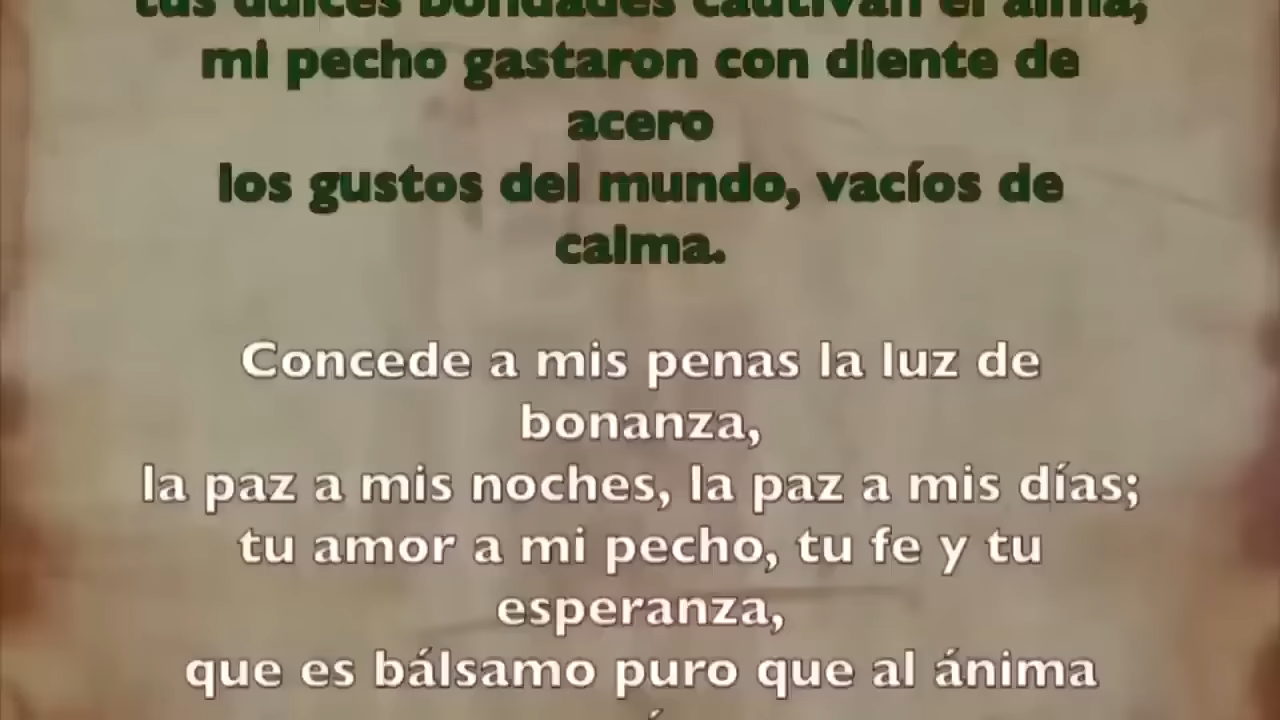 tus dulces bondades cautivan el alma,
mi pecho gastaron con diente de
acero
los gustos del mundo, vacíos de
calma.
Concede a mis penas la luz de
bonanza,
la paz a mis noches, la paz a mis días;
tu amor a mi pecho, tu fe y tu
esperanza,
que es bálsamo puro que al ánima